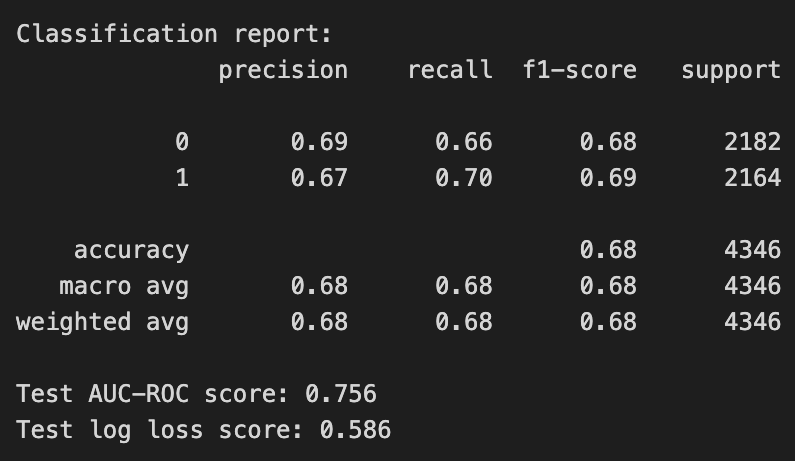 Classification report:
precision recall f1-score support
0 0.69 0.66 0.68 2182
1 0.67 0.70 0.69 2164
accuracy 0.68 4346
macro avg 0.68 0.68 0.68 4346
weighted avg 0.68 0.68 0.68 4346
Test AUC-ROC score: 0.756
Test log loss score: 0.586